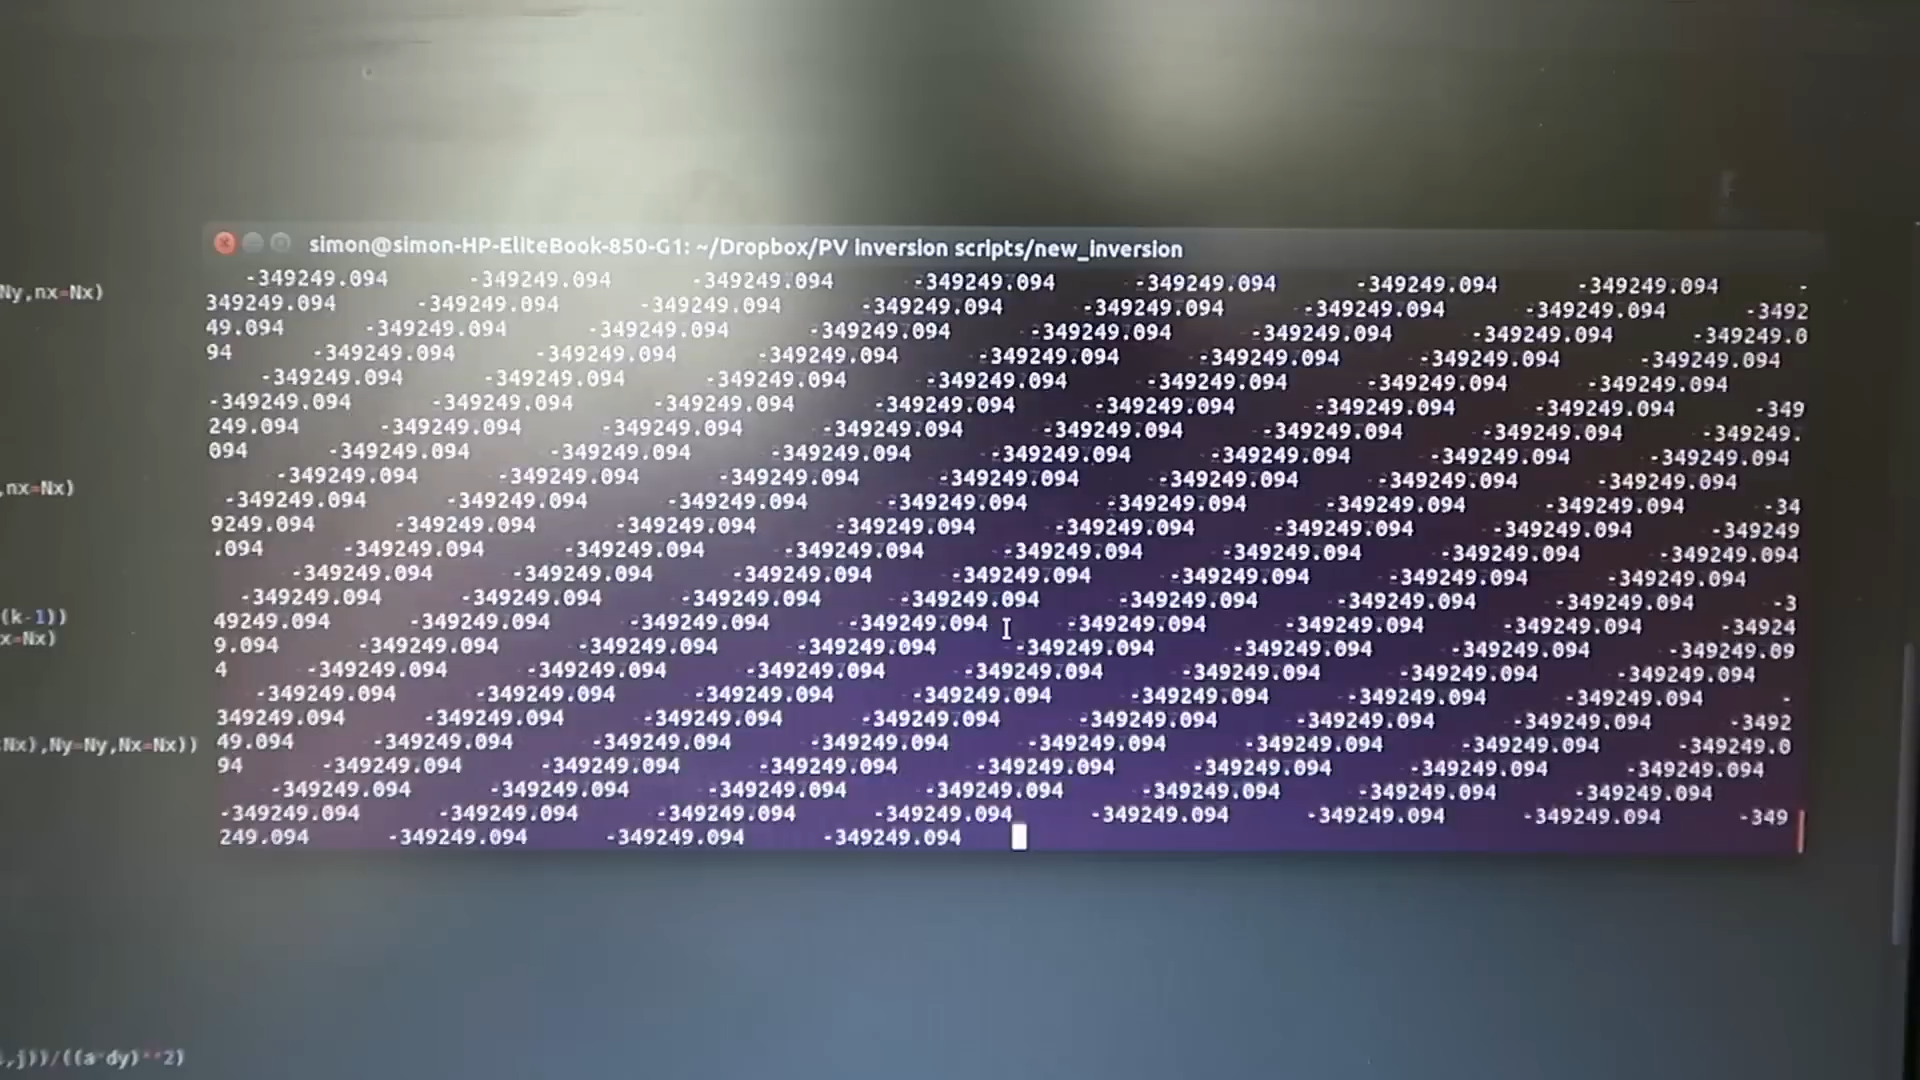 simon@simon-HP-EliteBook-850-G1: ~/Dropbox/PV inversion scripts/new_inversion
-349249.094 -349249.094 -349249.094 -349249.094 -349249.094 -349249.094 -349249.094 -
349249.094 -349249.094 -349249.094 -349249.094 -349249.094 -349249.094 -349249.094 -3492
49.094 -349249.094 -349249.094 -349249.094 -349249.094 -349249.094 -349249.094 -349249.0
94 -349249.094 -349249.094 -349249.094 -349249.094 -349249.094 -349249.094 -349249.094
-349249.094 -349249.094 -349249.094 -349249.094 -349249.094 -349249.094 -349249.094
-349249.094 -349249.094 -349249.094 -349249.094 -349249.094 -349249.094 -349249.094 -349
249.094 -349249.094 -349249.094 -349249.094 -349249.094 -349249.094 -349249.094 -349249.
094 -349249.094 -349249.094 -349249.094 -349249.094 -349249.094 -349249.094 -349249.094
-349249.094 -349249.094 -349249.094 -349249.094 -349249.094 -349249.094 -349249.094
-349249.094 -349249.094 -349249.094 -349249.094 -349249.094 -349249.094 -349249.094 -34
9249.094 -349249.094 -349249.094 -349249.094 -349249.094 -349249.094 -349249.094 -349249
.094 -349249.094 -349249.094 -349249.094 -349249.094 -349249.094 -349249.094 -349249.094
-349249.094 -349249.094 -349249.094 -349249.094 -349249.094 -349249.094 -349249.094
-349249.094 -349249.094 -349249.094 -349249.094 -349249.094 -349249.094 -349249.094 -3
49249.094 -349249.094 -349249.094 -349249.094 -349249.094 -349249.094 -349249.094 -34924
9.094 -349249.094 -349249.094 -349249.094 -349249.094 -349249.094 -349249.094 -349249.09
4 -349249.094 -349249.094 -349249.094 -349249.094 -349249.094 -349249.094 -349249.094
-349249.094 -349249.094 -349249.094 -349249.094 -349249.094 -349249.094 -349249.094 -
349249.094 -349249.094 -349249.094 -349249.094 -349249.094 -349249.094 -349249.094 -3492
49.094 -349249.094 -349249.094 -349249.094 -349249.094 -349249.094 -349249.094 -349249.0
94 -349249.094 -349249.094 -349249.094 -349249.094 -349249.094 -349249.094 -349249.094
-349249.094 -349249.094 -349249.094 -349249.094 -349249.094 -349249.094 -349249.094
-349249.094 -349249.094 -349249.094 -349249.094 -349249.094 -349249.094 -349249.094 -349
249.094 -349249.094 -349249.094 -349249.094
Ny,nx=Nx)
,nx=Nx)
(k-1))
x=Nx)
Nx),Ny=Ny,Nx=Nx))
,j))/((a*dy)**2)